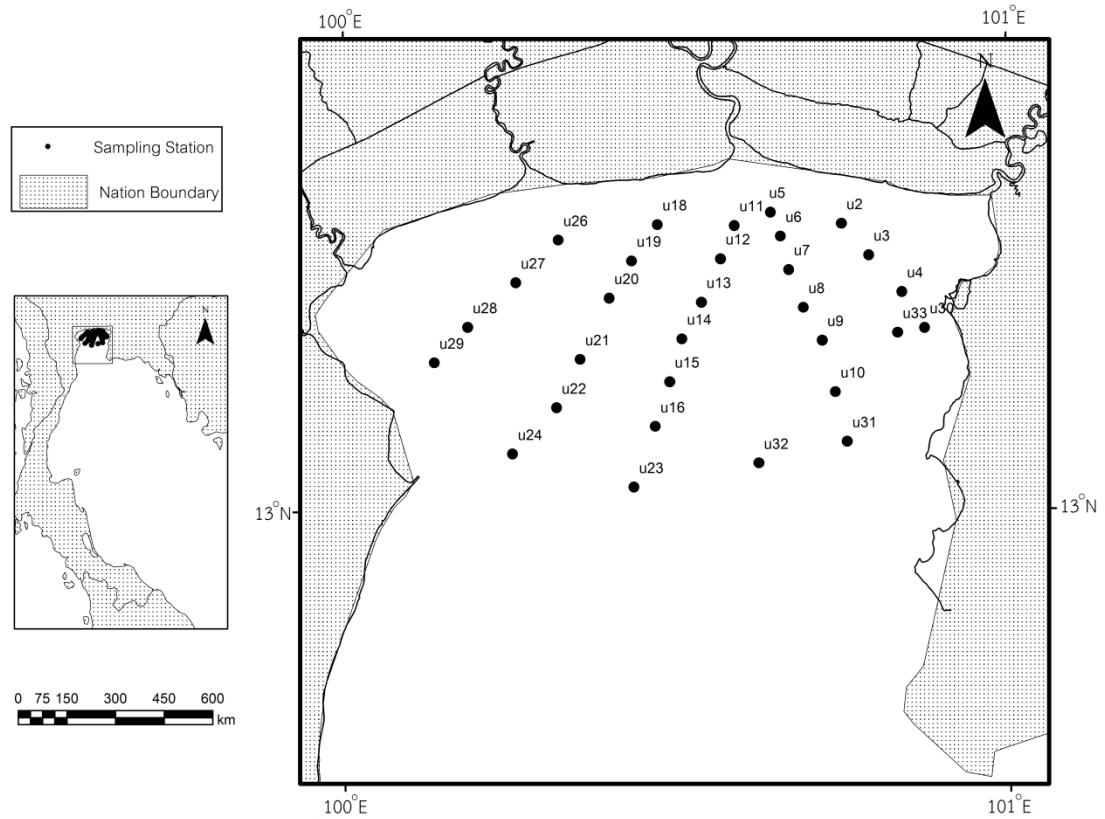 100°E
101°E
N
Sampling Station
Nation Boundary
u5
u2
u18
u11
u6
u26
u3
u12
u19
u7
u27
u4
u20
u13
u8
u30
u33
u28
u14
u9
N
u21
u29
u15
u10
u22
u16
u31
u24
u32
u23
13°N
13°N
0 75 150 300 450 600
km
100°E
101°E